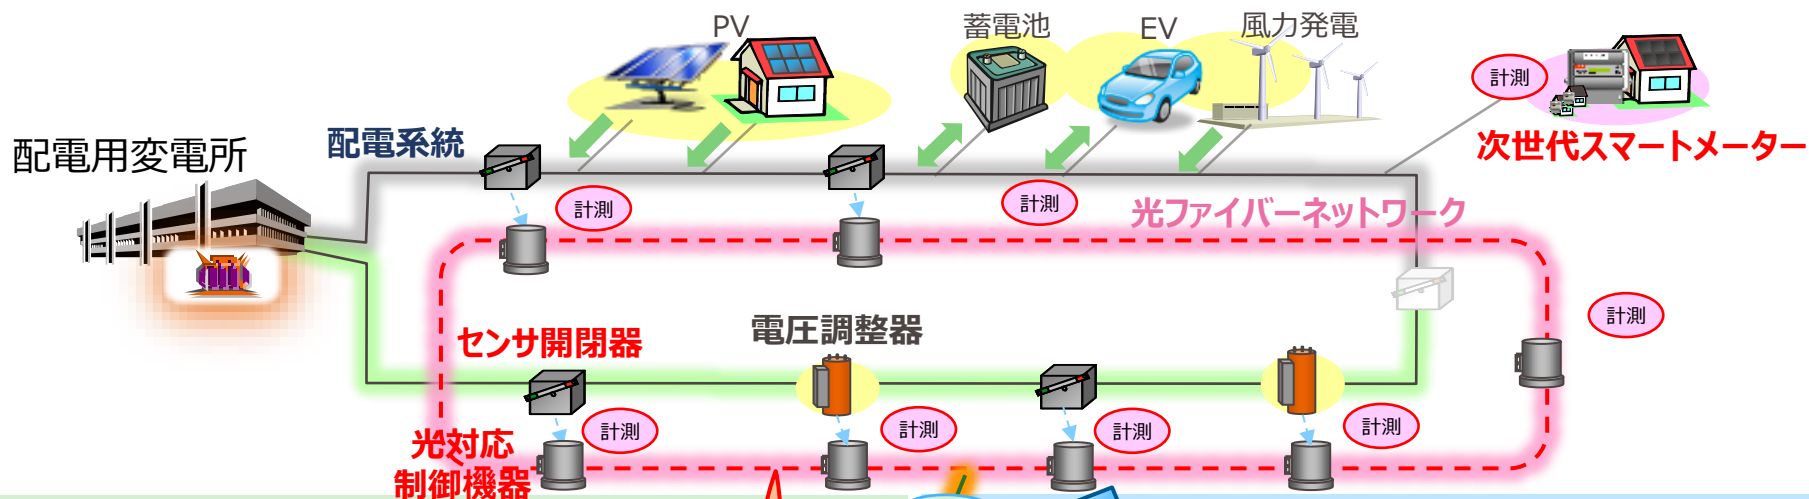 PV
蓄電池
EV
風力発電
計測
次世代スマートメーター
配電用変電所
配電系統
計測
計測
光ファイバーネットワーク
計測
センサ開閉器
電圧調整器
計測
計測
計測
計測
光対応
制御機器